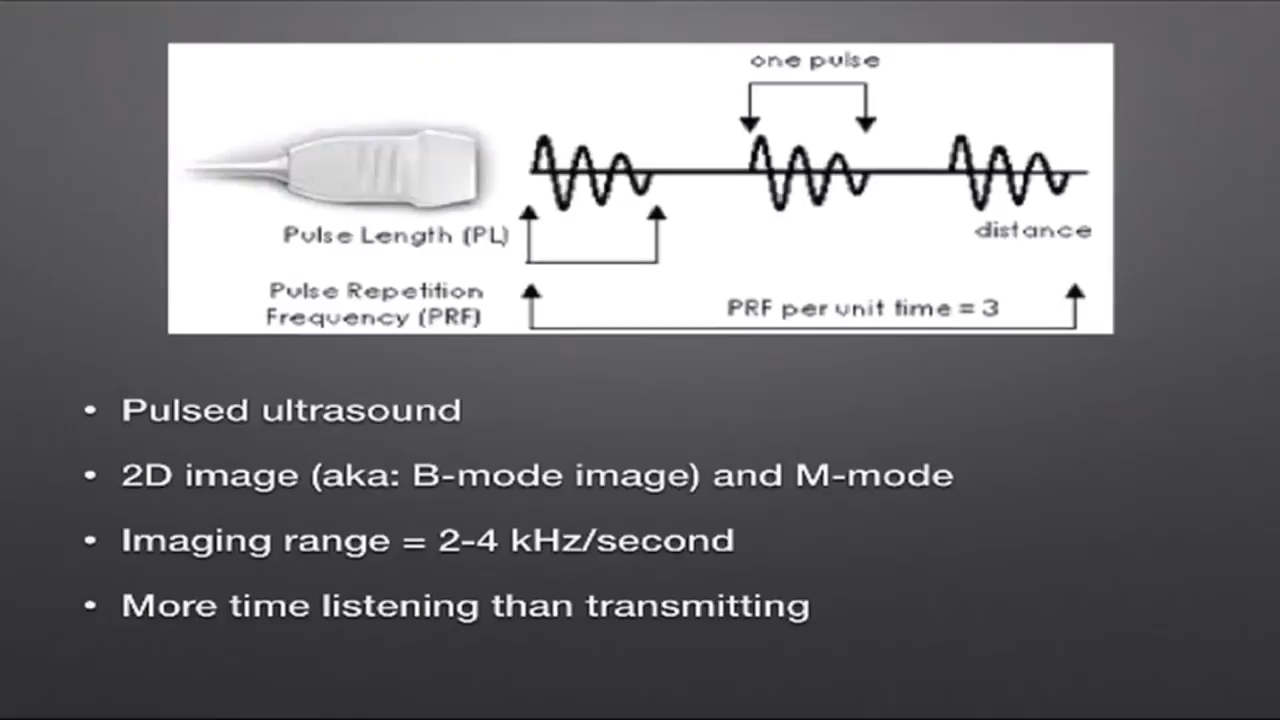 one pulse
distance
Pulse Length (PL)
Pulse Repetition
Frequency (PRF)
PRF per unit time = 3
• Pulsed ultrasound
• 2D image (aka: B-mode image) and M-mode
• Imaging range = 2-4 kHz/second
• More time listening than transmitting